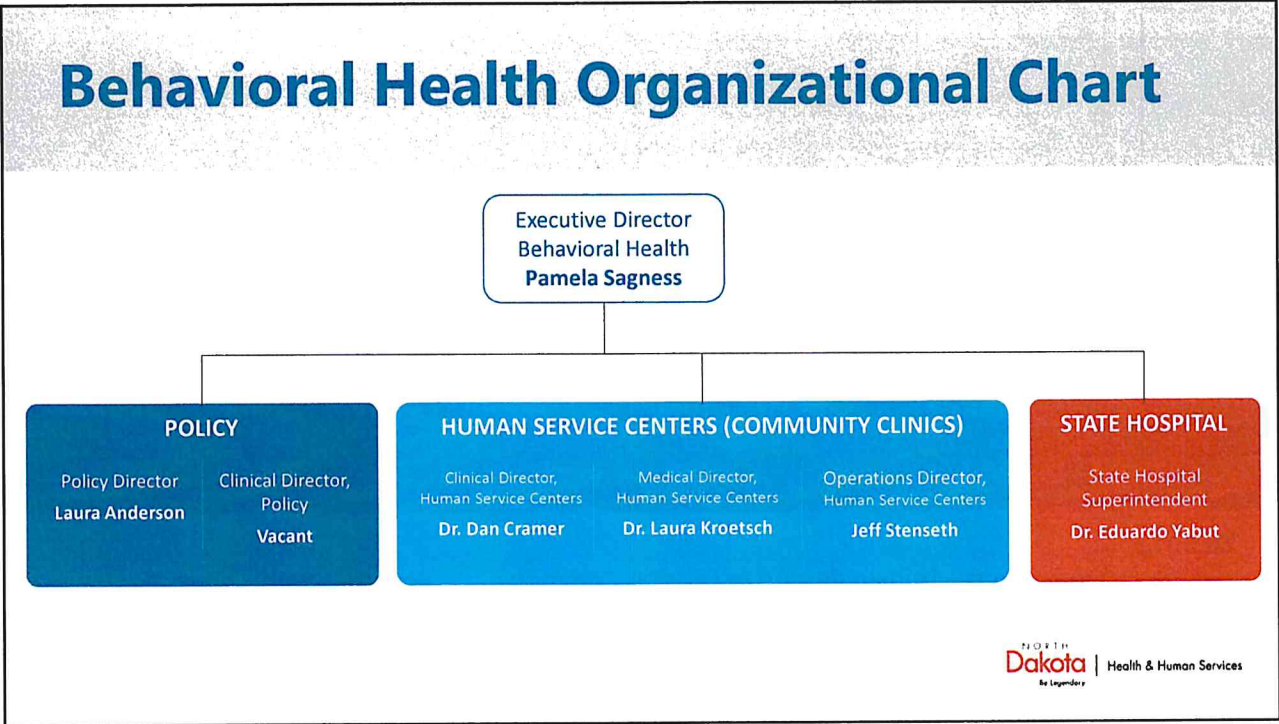 Behavioral Health Organizational Chart
Executive Director
Behavioral Health
Pamela Sagness
POLICY
Policy Director
Laura Anderson
Clinical Director,
Policy
Vacant
HUMAN SERVICE CENTERS (COMMUNITY CLINICS)
Clinical Director,
Human Service Centers
Dr. Dan Cramer
Medical Director,
Human Service Centers
Dr. Laura Kroetsch
Operations Director,
Human Service Centers
Jeff Stenseth
STATE HOSPITAL
State Hospital
Superintendent
Dr. Eduardo Yabut
NORTH
Dakota
Be Legendary
Health & Human Services